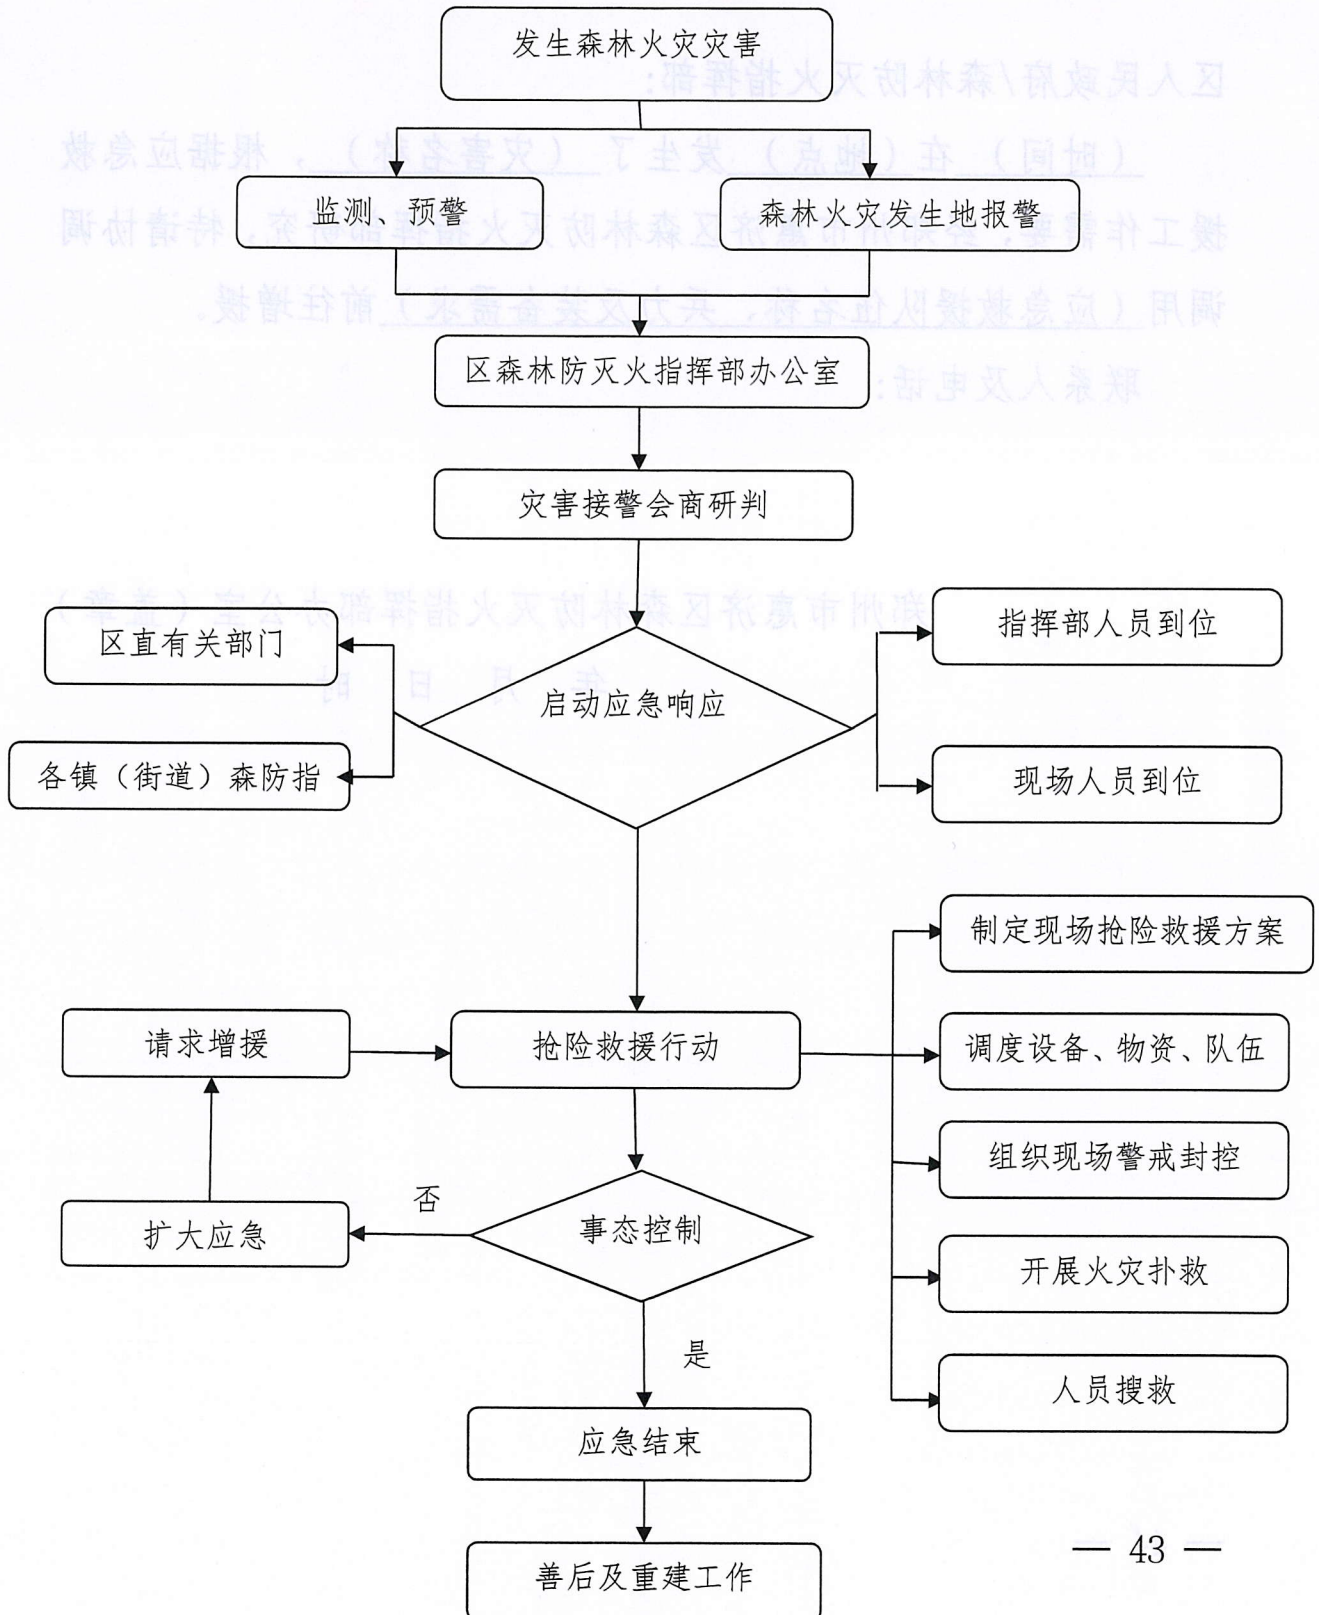 发生森林火灾灾害
监测、预警
森林火灾发生地报警
区森林防灭火指挥部办公室
灾害接警会商研判
区直有关部门
各镇（街道）森防指
启动应急响应
指挥部人员到位
现场人员到位
请求增援
抢险救援行动
制定现场抢险救援方案
调度设备、物资、队伍
组织现场警戒封控
开展火灾扑救
人员搜救
扩大应急
否
事态控制
是
应急结束
善后及重建工作
— 43 —